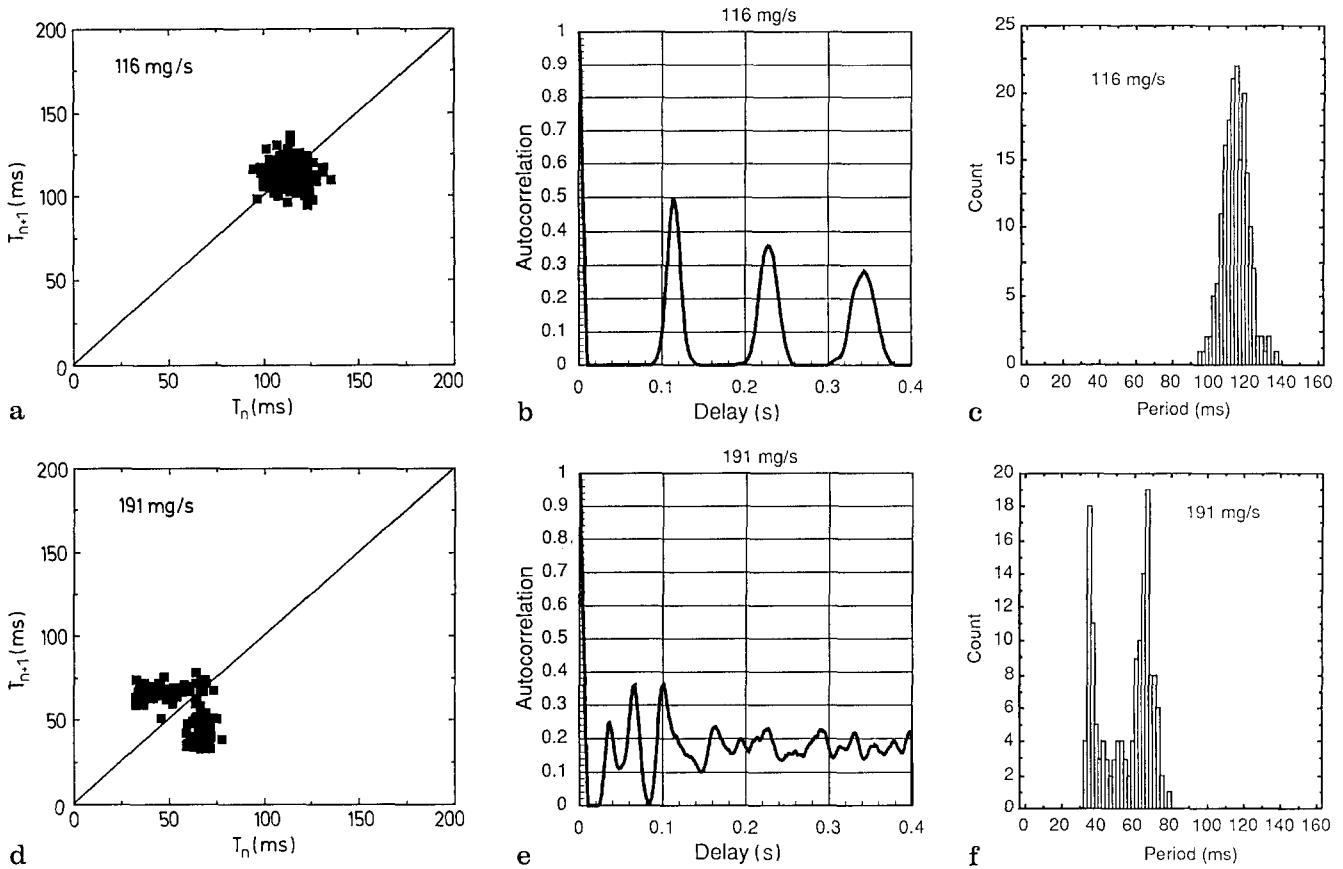 200
150
100
50
0
T_{n+1} (ms)
116 mg/s
0 50 100 150 200
T_n (ms)
a
116 mg/s
1
0.9
0.8
0.7
0.6
0.5
0.4
0.3
0.2
0.1
0
Autocorrelation
0 0.1 0.2 0.3 0.4
Delay (s)
b
25
20
15
10
5
0
Count
116 mg/s
0 20 40 60 80 100 120 140 160
Period (ms)
c
200
150
100
50
0
T_{n+1} (ms)
191 mg/s
0 50 100 150 200
T_n (ms)
d
191 mg/s
1
0.9
0.8
0.7
0.6
0.5
0.4
0.3
0.2
0.1
0
Autocorrelation
0 0.1 0.2 0.3 0.4
Delay (s)
e
20
18
16
14
12
10
8
6
4
2
0
Count
191 mg/s
0 20 40 60 80 100 120 140 160
Period (ms)
f